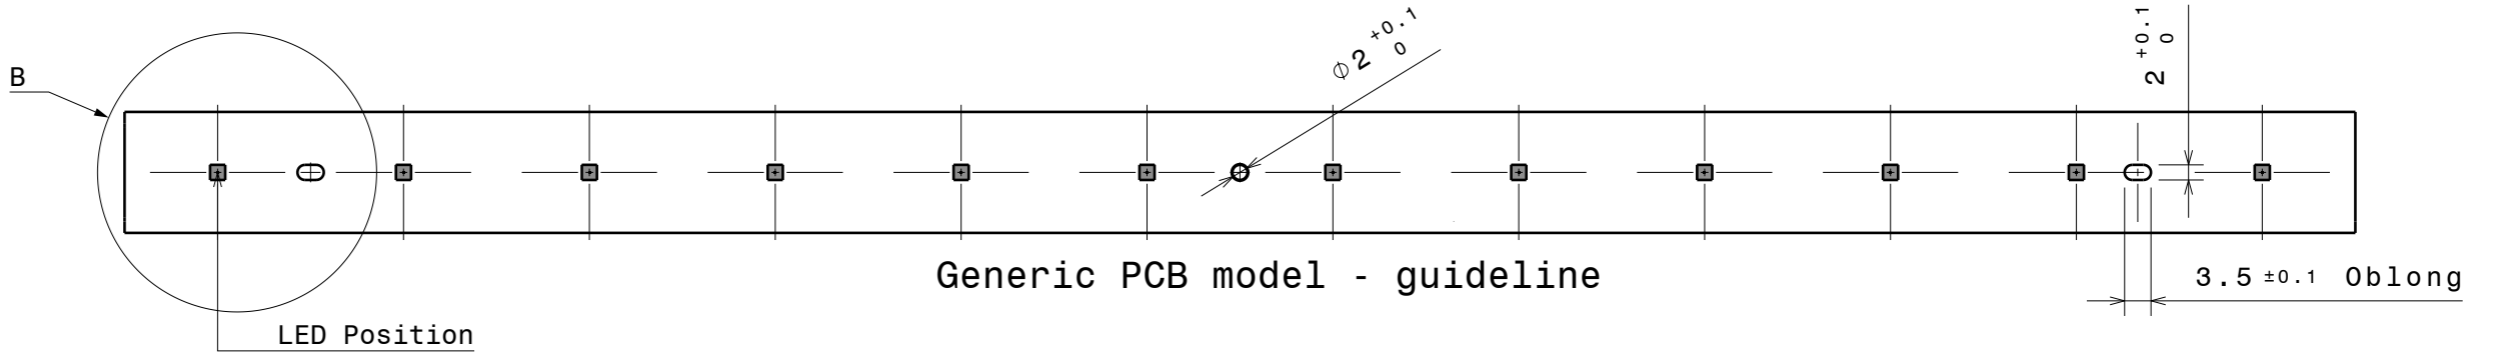 B
Ø2 +0.1
0
2 +0.1
0
Generic PCB model - guideline
3.5 ±0.1 Oblong
LED Position